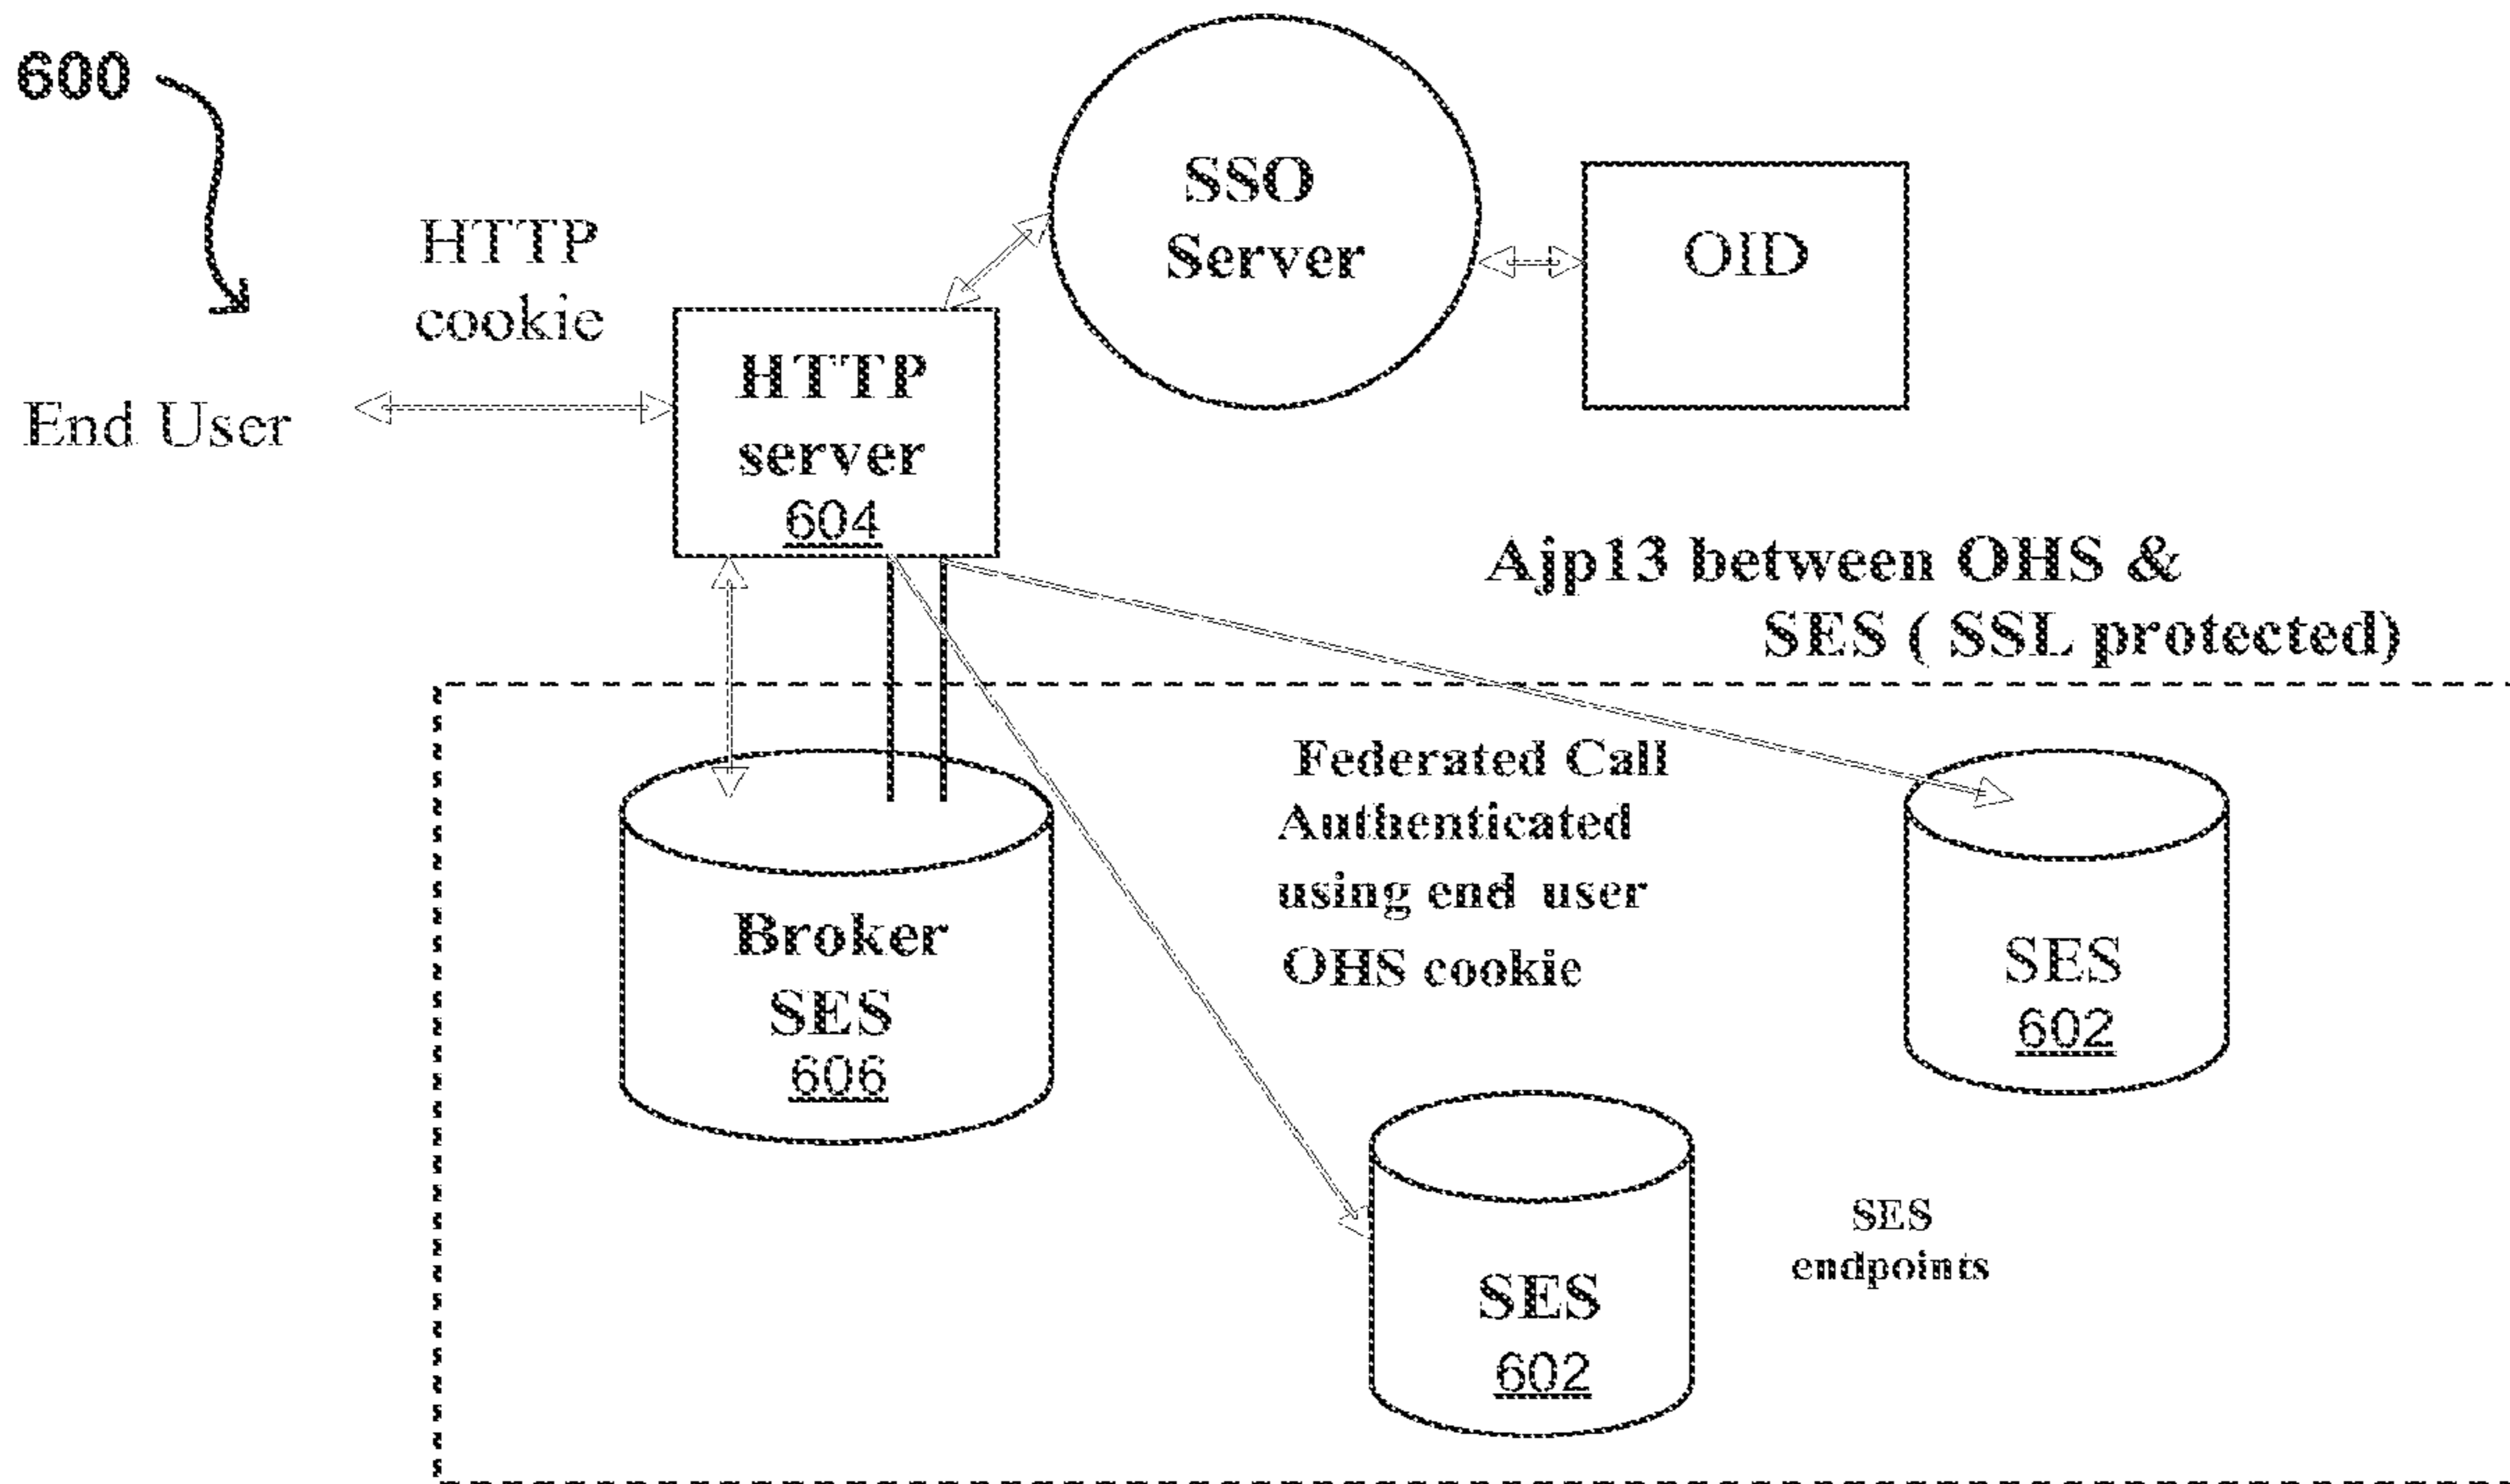 600
HTTP
cookie
End User
SSO
Server
OID
HTTP
server
604
Ajp13 between OHS &
SES ( SSL protected)
Federated Call
Authenticated
using end user
OHS cookie
Broker
SES
606
SES
602
SES
602
SES
endpoints